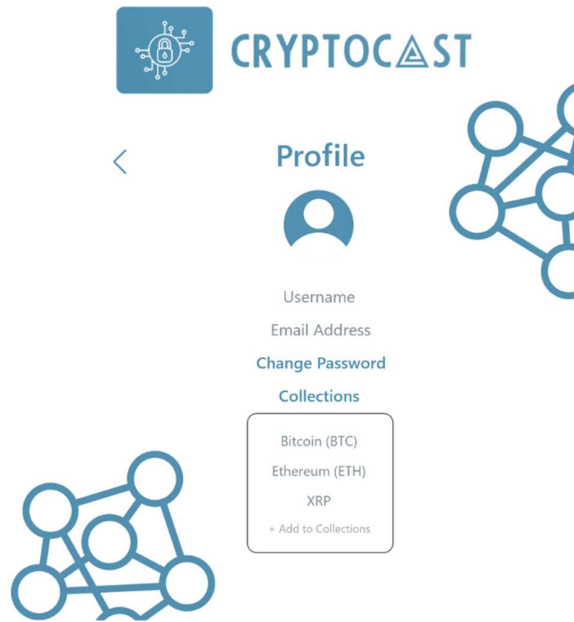 CRYPTOCAST
Profile
Username
Email Address
Change Password
Collections
Bitcoin (BTC)
Ethereum (ETH)
XRP
+ Add to Collections